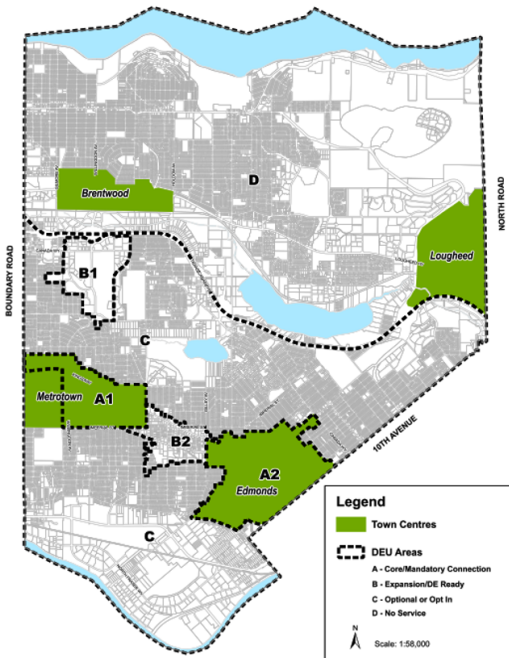 D
Brentwood
NORTH ROAD
Lougheed
BOUNDARY ROAD
B1
C
Metrotown
A1
B2
10TH AVENUE
A2
Edmonds
C
Legend
Town Centres
DEU Areas
A - Core/Mandatory Connection
B - Expansion/DE Ready
C - Optional or Opt In
D - No Service
N
Scale: 1:58,000